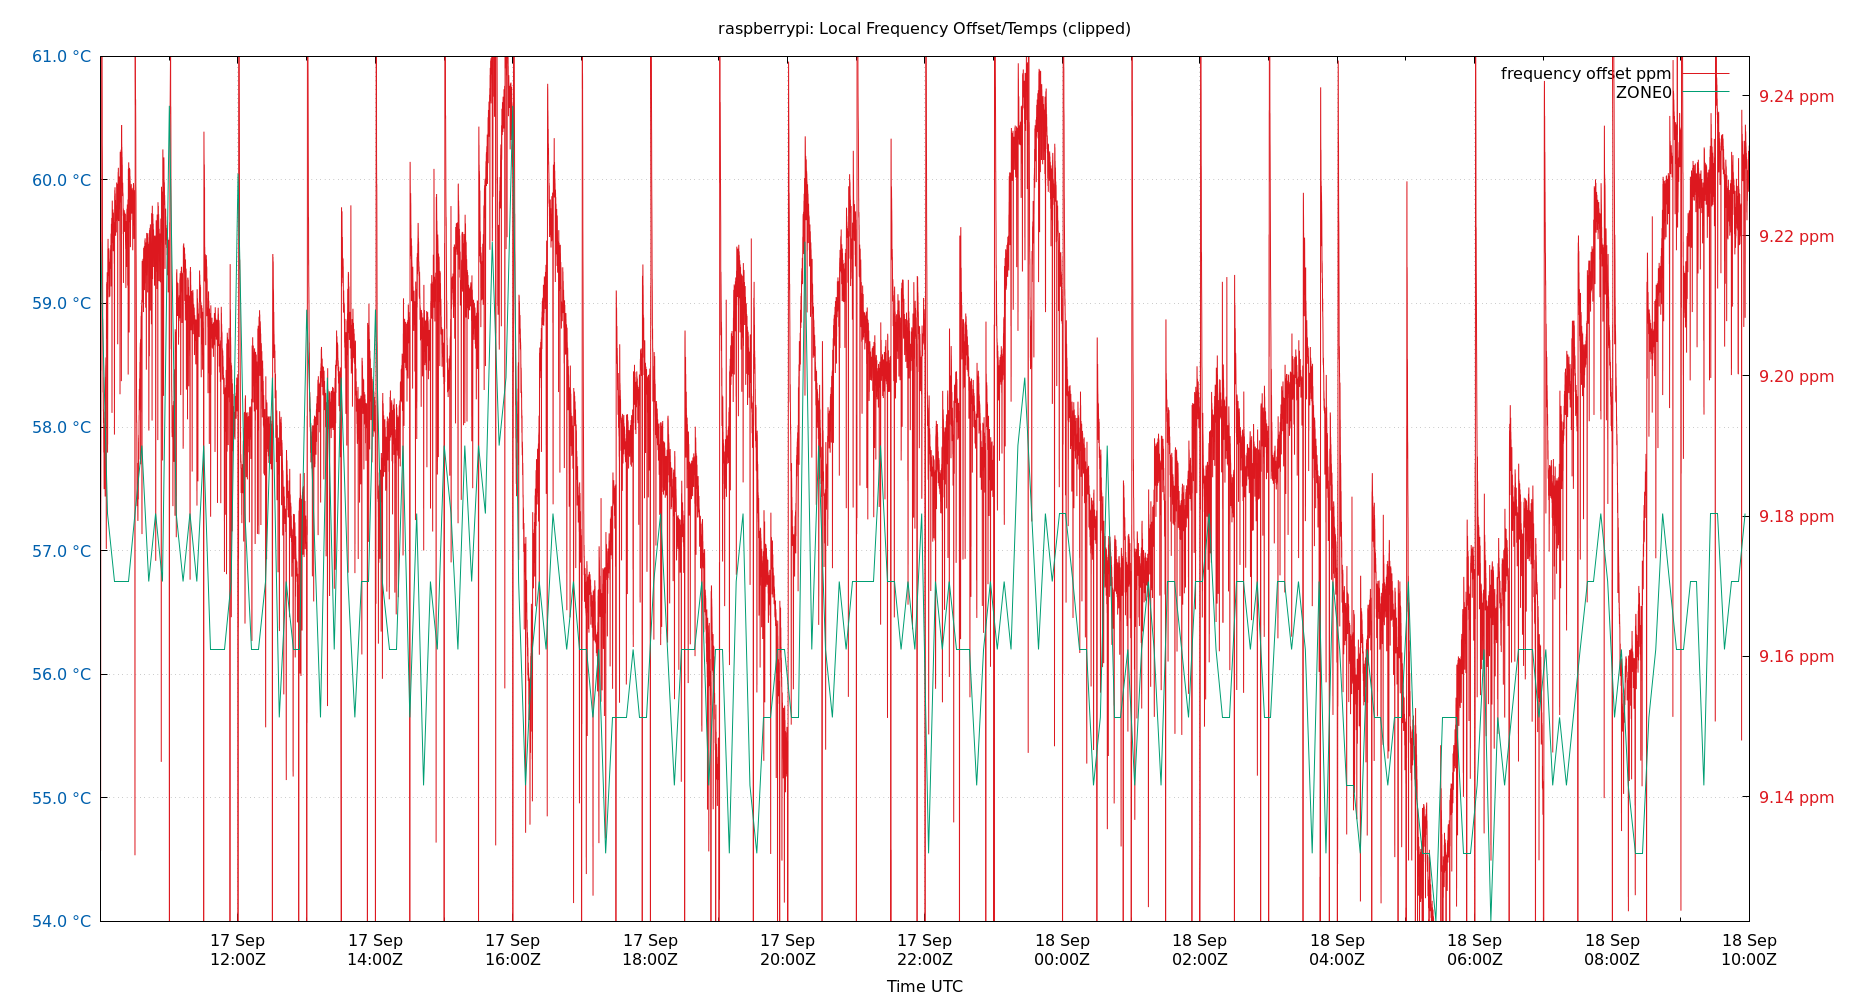 raspberrypi: Local Frequency Offset/Temps (clipped)
61.0 °C
60.0 °C
59.0 °C
58.0 °C
57.0 °C
56.0 °C
55.0 °C
54.0 °C
frequency offset ppm
ZONE0
9.24 ppm
9.22 ppm
9.20 ppm
9.18 ppm
9.16 ppm
9.14 ppm
17 Sep 17 Sep 17 Sep 17 Sep 17 Sep 17 Sep 18 Sep 18 Sep 18 Sep 18 Sep 18 Sep 18 Sep
12:00Z 14:00Z 16:00Z 18:00Z 20:00Z 22:00Z 00:00Z 02:00Z 04:00Z 06:00Z 08:00Z 10:00Z
Time UTC